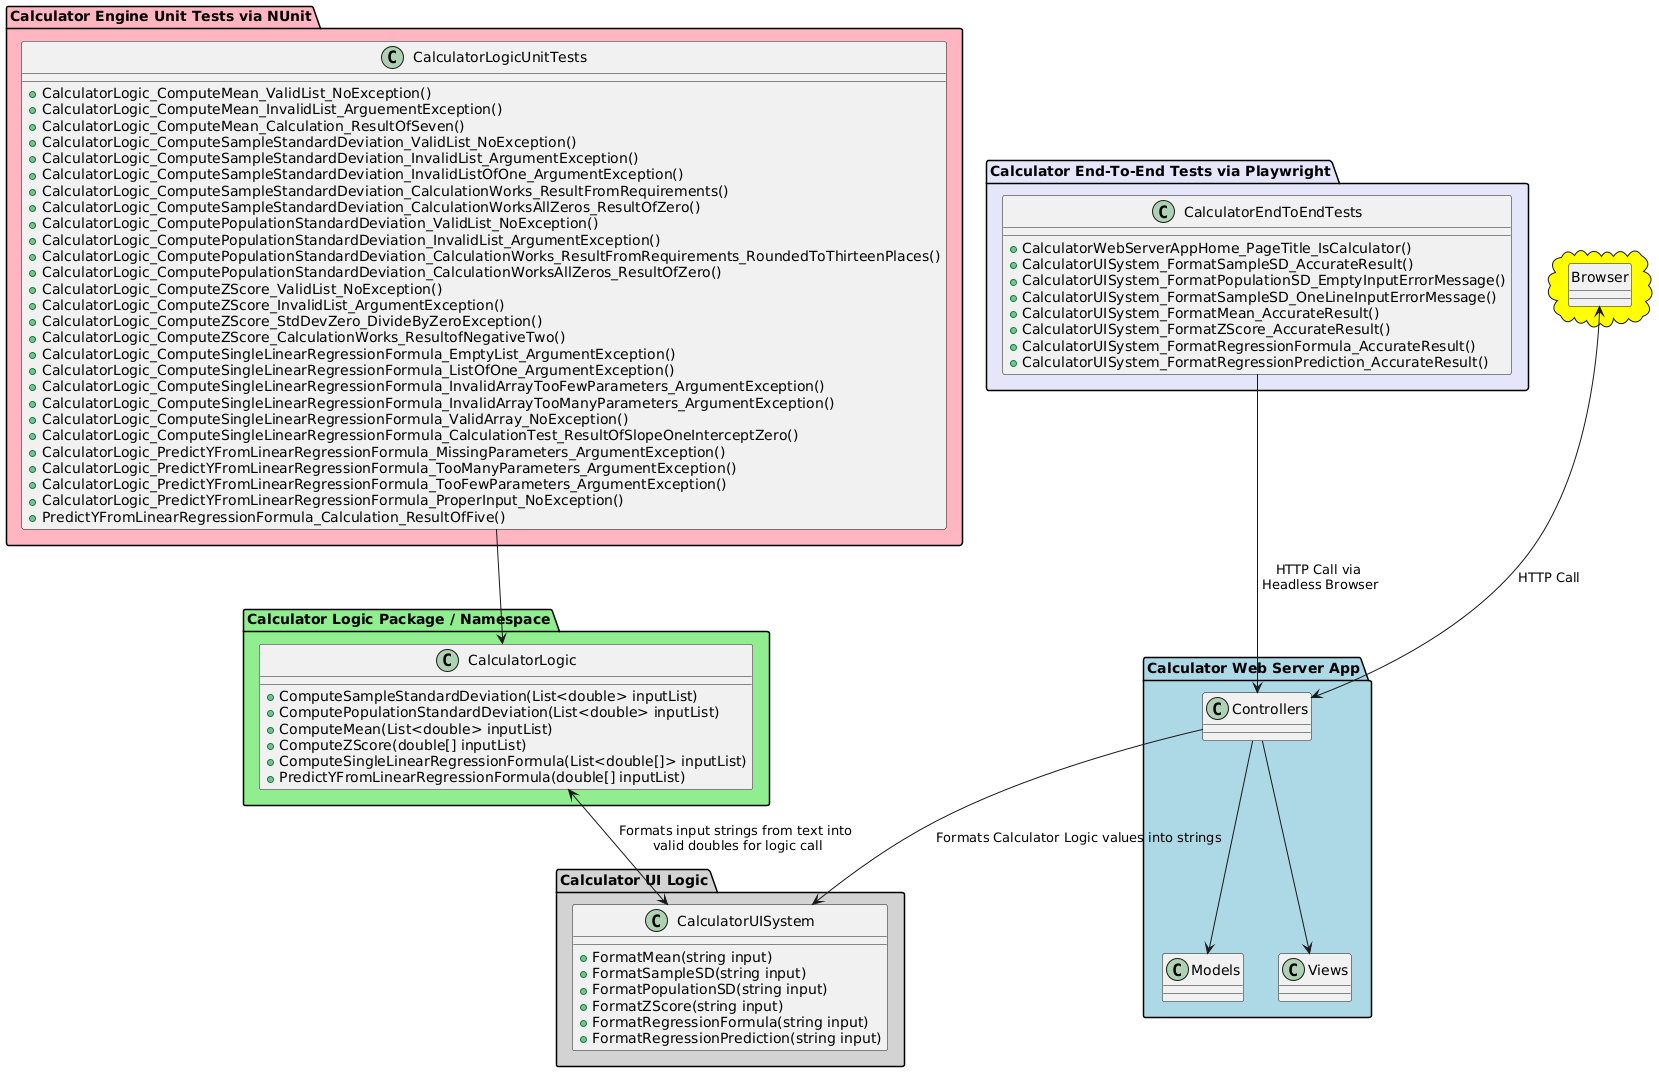 Calculator Engine Unit Tests via NUnit
C CalculatorLogicUnitTests
CalculatorLogic_ComputeMean_ValidList_NoException()
CalculatorLogic_ComputeMean_InvalidList_ArguementException()
CalculatorLogic_ComputeMean_Calculation_ResultOfSeven()
CalculatorLogic_ComputeSampleStandardDeviation_ValidList_NoException()
CalculatorLogic_ComputeSampleStandardDeviation_InvalidList_ArgumentException()
CalculatorLogic_ComputeSampleStandardDeviation_InvalidListOfOne_ArgumentException()
CalculatorLogic_ComputeSampleStandardDeviation_CalculationWorks_ResultFromRequirements()
CalculatorLogic_ComputeSampleStandardDeviation_CalculationWorksAllZeros_ResultOfZero()
CalculatorLogic_ComputePopulationStandardDeviation_ValidList_NoException()
CalculatorLogic_ComputePopulationStandardDeviation_InvalidList_ArgumentException()
CalculatorLogic_ComputePopulationStandardDeviation_CalculationWorks_ResultFromRequirements_RoundedToThirteenPlaces()
CalculatorLogic_ComputePopulationStandardDeviation_CalculationWorksAllZeros_ResultOfZero()
CalculatorLogic_ComputeZScore_ValidList_NoException()
CalculatorLogic_ComputeZScore_InvalidList_ArgumentException()
CalculatorLogic_ComputeZScore_StdDevZero_DivideByZeroException()
CalculatorLogic_ComputeZScore_CalculationWorks_ResultofNegativeTwo()
CalculatorLogic_ComputeSingleLinearRegressionFormula_EmptyList_ArgumentException()
CalculatorLogic_ComputeSingleLinearRegressionFormula_ListOfOne_ArgumentException()
CalculatorLogic_ComputeSingleLinearRegressionFormula_InvalidArrayTooFewParameters_ArgumentException()
CalculatorLogic_ComputeSingleLinearRegressionFormula_InvalidArrayTooManyParameters_ArgumentException()
CalculatorLogic_ComputeSingleLinearRegressionFormula_ValidArray_NoException()
CalculatorLogic_ComputeSingleLinearRegressionFormula_CalculationTest_ResultOfSlopeOneInterceptZero()
CalculatorLogic_PredictYFromLinearRegressionFormula_MissingParameters_ArgumentException()
CalculatorLogic_PredictYFromLinearRegressionFormula_TooManyParameters_ArgumentException()
CalculatorLogic_PredictYFromLinearRegressionFormula_TooFewParameters_ArgumentException()
CalculatorLogic_PredictYFromLinearRegressionFormula_ProperInput_NoException()
PredictYFromLinearRegressionFormula_Calculation_ResultOfFive()
Calculator End-To-End Tests via Playwright
C CalculatorEndToEndTests
CalculatorWebServerAppHome_PageTitle_IsCalculator()
CalculatorUISystem_FormatSampleSD_AccurateResult()
CalculatorUISystem_FormatPopulationSD_EmptyInputErrorMessage()
CalculatorUISystem_FormatSampleSD_OneLineInputErrorMessage()
CalculatorUISystem_FormatMean_AccurateResult()
CalculatorUISystem_FormatZScore_AccurateResult()
CalculatorUISystem_FormatRegressionFormula_AccurateResult()
CalculatorUISystem_FormatRegressionPrediction_AccurateResult()
Browser
HTTP Call via
Headless Browser
HTTP Call
Calculator Logic Package / Namespace
C CalculatorLogic
ComputeSampleStandardDeviation(List<double> inputList)
ComputePopulationStandardDeviation(List<double> inputList)
ComputeMean(List<double> inputList)
ComputeZScore(double[] inputList)
ComputeSingleLinearRegressionFormula(List<double[]> inputList)
PredictYFromLinearRegressionFormula(double[] inputList)
Calculator Web Server App
C Controllers
Formats input strings from text into
valid doubles for logic call
Formats Calculator Logic values into strings
Calculator UI Logic
C CalculatorUISystem
FormatMean(string input)
FormatSampleSD(string input)
FormatPopulationSD(string input)
FormatZScore(string input)
FormatRegressionFormula(string input)
FormatRegressionPrediction(string input)
C Models
C Views